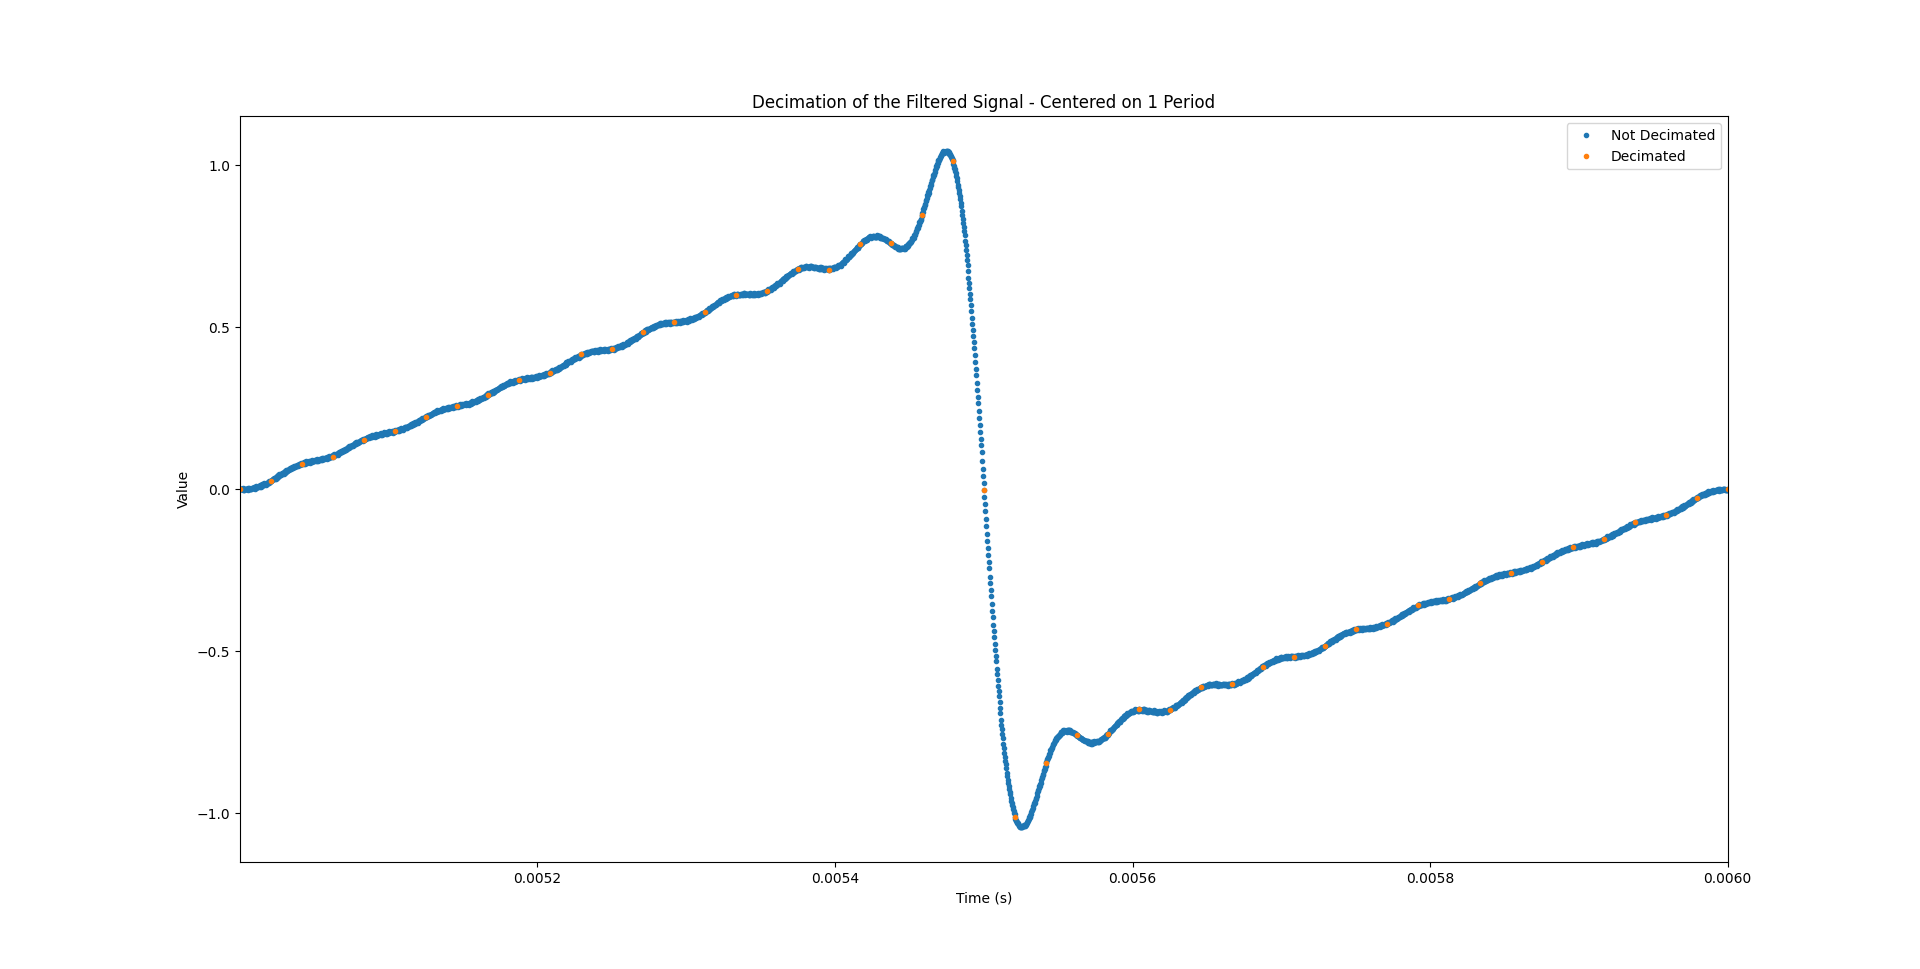 Decimation of the Filtered Signal - Centered on 1 Period
Not Decimated
Decimated
1.0
0.5
0.0
−0.5
−1.0
Value
0.0052
0.0054
0.0056
0.0058
0.0060
Time (s)